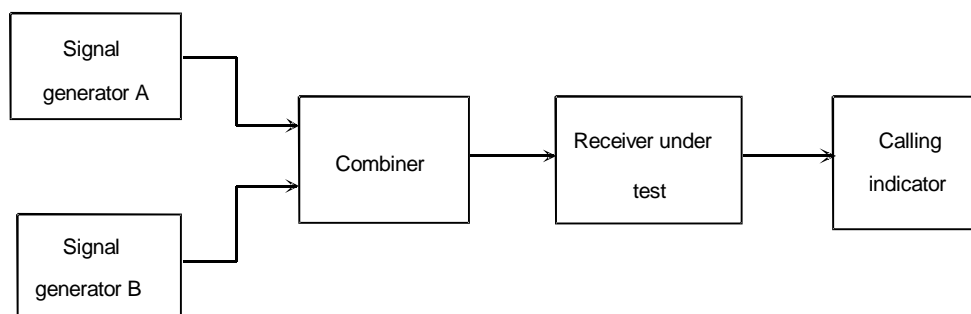 Signal
generator A
Combiner
Receiver under
test
Calling
indicator
Signal
generator B